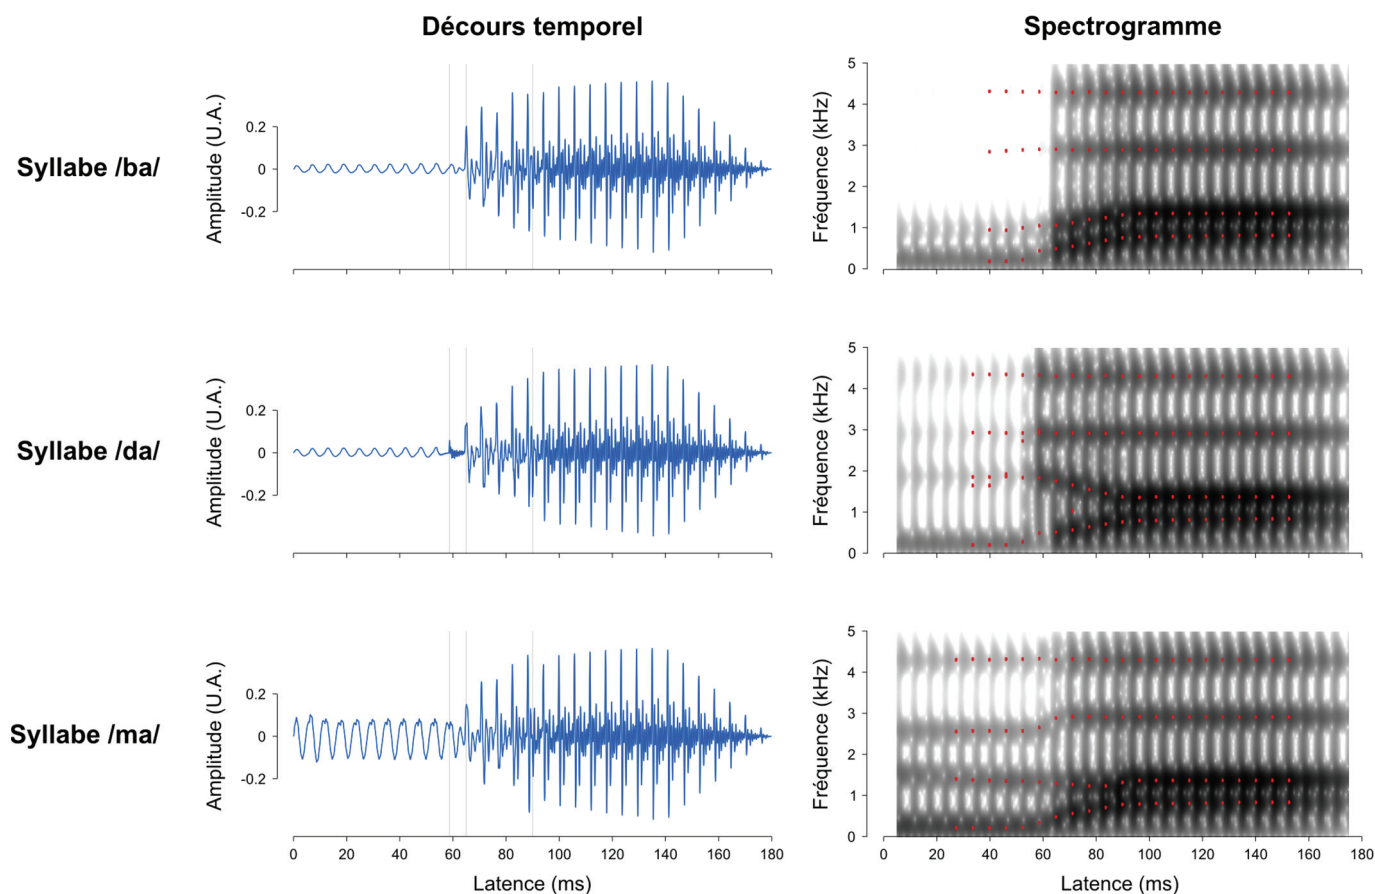 Décours temporel
Spectrogramme
Syllabe /ba/
Amplitude (U.A.)
0.2
0
-0.2
Fréquence (kHz)
5
4
3
2
1
0
Syllabe /da/
Amplitude (U.A.)
0.2
0
-0.2
Fréquence (kHz)
5
4
3
2
1
0
Syllabe /ma/
Amplitude (U.A.)
0.2
0
-0.2
Fréquence (kHz)
5
4
3
2
1
0
0 20 40 60 80 100 120 140 160 180
Latence (ms)
0 20 40 60 80 100 120 140 160 180
Latence (ms)